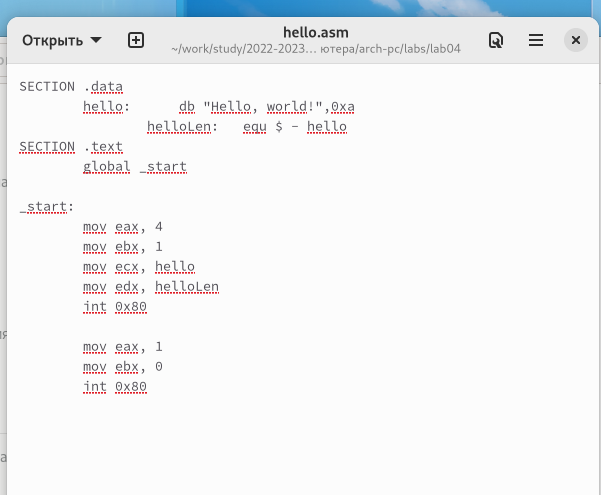 hello.asm
Открыть
~/work/study/2022-2023… ютера/arch-pc/labs/lab04
SECTION .data
hello: db "Hello, world!",0xa
helloLen: equ $ - hello
SECTION .text
global _start
_start:
mov eax, 4
mov ebx, 1
mov ecx, hello
mov edx, helloLen
int 0x80
mov eax, 1
mov ebx, 0
int 0x80